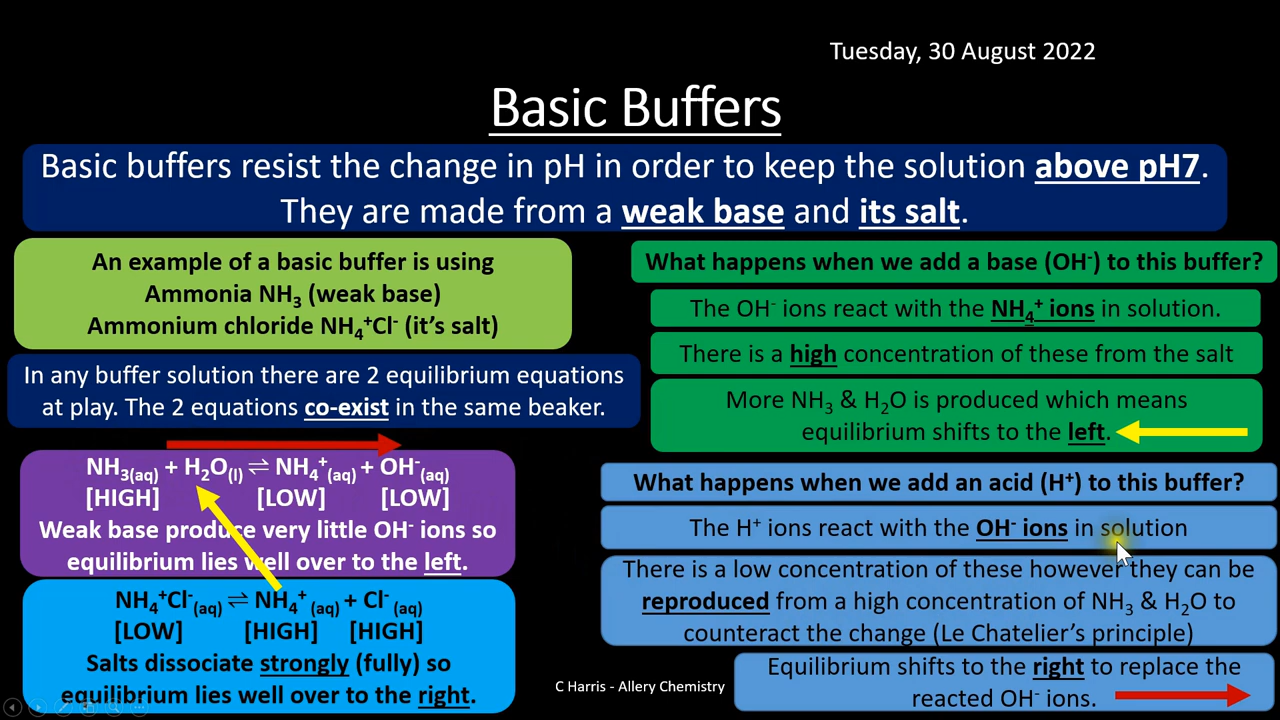 Tuesday, 30 August 2022
Basic Buffers
Basic buffers resist the change in pH in order to keep the solution above pH7.
They are made from a weak base and its salt.
An example of a basic buffer is using
Ammonia NH₃ (weak base)
Ammonium chloride NH₄⁺Cl⁻ (it's salt)
In any buffer solution there are 2 equilibrium equations
at play. The 2 equations co-exist in the same beaker.
NH₃(aq) + H₂O(l) ⇌ NH₄⁺(aq) + OH⁻(aq)
[HIGH] [LOW] [LOW]
Weak base produce very little OH⁻ ions so
equilibrium lies well over to the left.
NH₄⁺Cl⁻(aq) ⇌ NH₄⁺(aq) + Cl⁻(aq)
[LOW] [HIGH] [HIGH]
Salts dissociate strongly (fully) so
equilibrium lies well over to the right.
What happens when we add a base (OH⁻) to this buffer?
The OH⁻ ions react with the NH₄⁺ ions in solution.
There is a high concentration of these from the salt
More NH₃ & H₂O is produced which means
equilibrium shifts to the left.
What happens when we add an acid (H⁺) to this buffer?
The H⁺ ions react with the OH⁻ ions in solution
There is a low concentration of these however they can be
reproduced from a high concentration of NH₃ & H₂O to
counteract the change (Le Chatelier's principle)
Equilibrium shifts to the right to replace the
reacted OH⁻ ions.
C Harris - Allery Chemistry